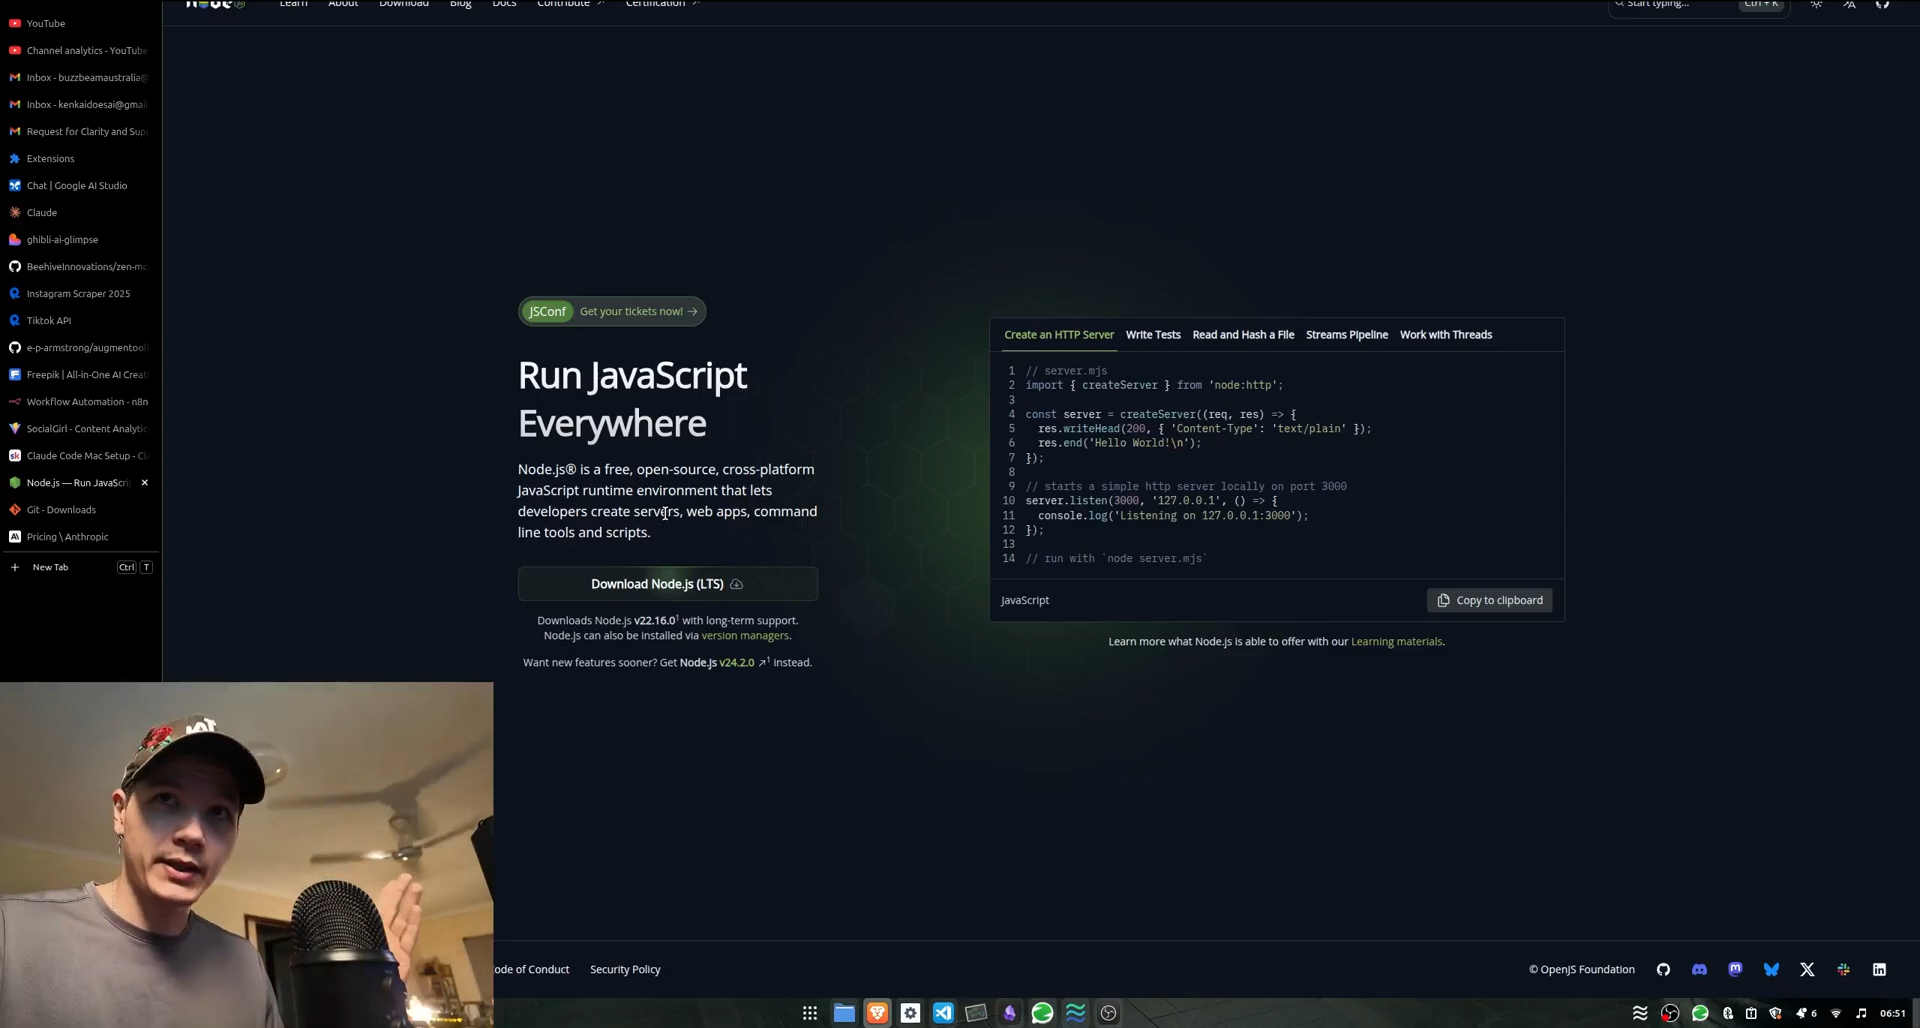 Learn About Download Blog Docs Contribute Certification
Start typing... Ctrl + K
YouTube
Channel analytics - YouTube
Inbox - buzzbeamaustralia@
Inbox - kenkaidoesai@gmai
Request for Clarity and Sup
Extensions
Chat | Google AI Studio
Claude
ghibli-ai-glimpse
BeehiveInnovations/zen-mc
Instagram Scraper 2025
Tiktok API
e-p-armstrong/augmentool
Freepik | All-in-One AI Creat
Workflow Automation - n8n
SocialGirl - Content Analytic
Claude Code Mac Setup - Cl
Node.js — Run JavaScri
Git - Downloads
Pricing \ Anthropic
New Tab Ctrl T
JSConf Get your tickets now! →
Run JavaScript
Everywhere
Node.js® is a free, open-source, cross-platform
JavaScript runtime environment that lets
developers create servers, web apps, command
line tools and scripts.
Download Node.js (LTS)
Downloads Node.js v22.16.0¹ with long-term support.
Node.js can also be installed via version managers.
Want new features sooner? Get Node.js v24.2.0 ↗¹ instead.
Create an HTTP Server Write Tests Read and Hash a File Streams Pipeline Work with Threads
1 // server.mjs
2 import { createServer } from 'node:http';
3
4 const server = createServer((req, res) => {
5 res.writeHead(200, { 'Content-Type': 'text/plain' });
6 res.end('Hello World!\n');
7 });
8
9 // starts a simple http server locally on port 3000
10 server.listen(3000, '127.0.0.1', () => {
11 console.log('Listening on 127.0.0.1:3000');
12 });
13
14 // run with `node server.mjs`
JavaScript Copy to clipboard
Learn more what Node.js is able to offer with our Learning materials.
ode of Conduct Security Policy
© OpenJS Foundation
6 06:51